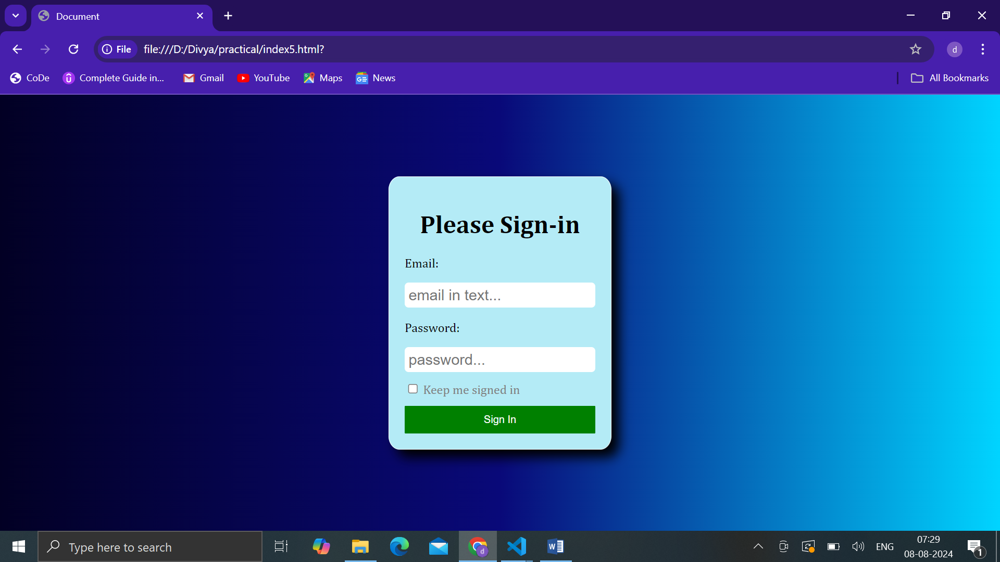 Document
File file:///D:/Divya/practical/index5.html?
d
CoDe Complete Guide in... Gmail YouTube Maps News All Bookmarks
Please Sign-in
Email:
email in text...
Password:
password...
Keep me signed in
Sign In
Type here to search
ENG
07:29
08-08-2024
1